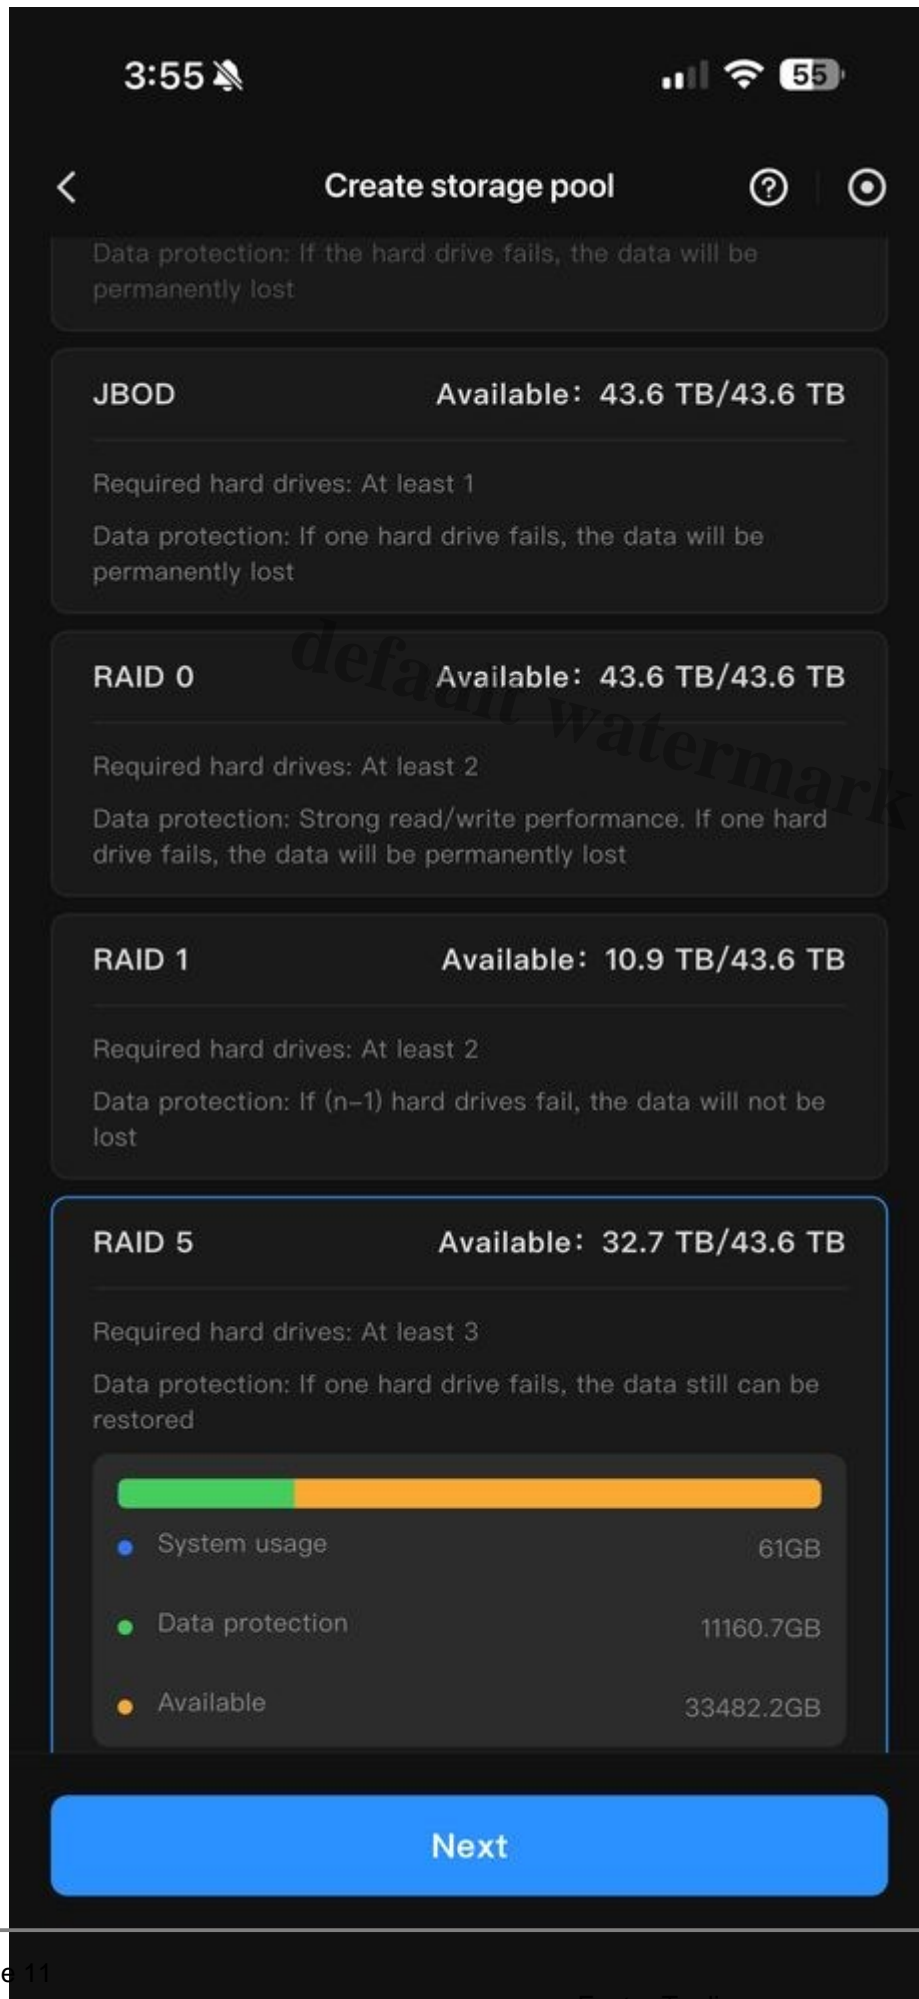 3:55
55
Create storage pool
Data protection: If the hard drive fails, the data will be
permanently lost
JBOD Available: 43.6 TB/43.6 TB
Required hard drives: At least 1
Data protection: If one hard drive fails, the data will be
permanently lost
default watermark
RAID 0 Available: 43.6 TB/43.6 TB
Required hard drives: At least 2
Data protection: Strong read/write performance. If one hard
drive fails, the data will be permanently lost
RAID 1 Available: 10.9 TB/43.6 TB
Required hard drives: At least 2
Data protection: If (n-1) hard drives fail, the data will not be
lost
RAID 5 Available: 32.7 TB/43.6 TB
Required hard drives: At least 3
Data protection: If one hard drive fails, the data still can be
restored
System usage 61GB
Data protection 11160.7GB
Available 33482.2GB
Next
11